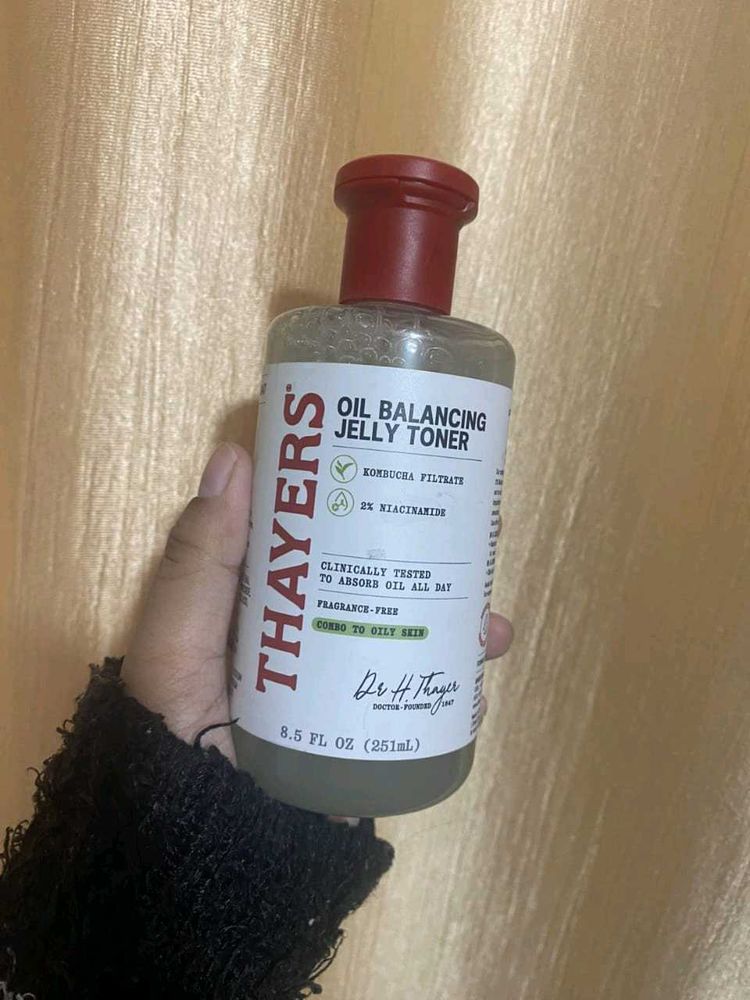 THAYERS®
OIL BALANCING
JELLY TONER
KOMBUCHA FILTRATE
2% NIACINAMIDE
CLINICALLY TESTED
TO ABSORB OIL ALL DAY
FRAGRANCE-FREE
COMBO TO OILY SKIN
Dr H. Thayer
DOCTOR-FOUNDED 1847
8.5 FL OZ (251mL)